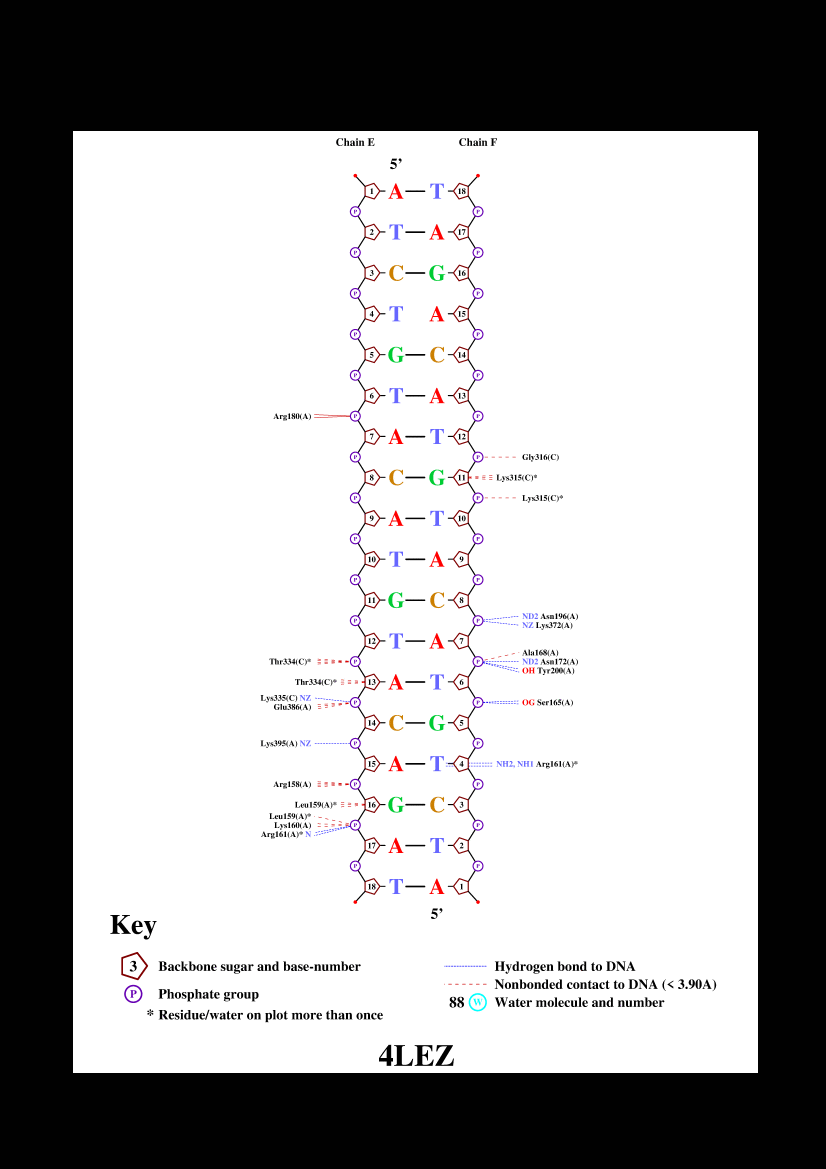 Chain E Chain F
5’
1 A T 18
P P
2 T A 17
P P
3 C G 16
P P
4 T A 15
P P
5 G C 14
P P
6 T A 13
Arg180(A) P P
7 A T 12
P P Gly316(C)
8 C G 11 Lys315(C)*
P P Lys315(C)*
9 A T 10
P P
10 T A 9
P P
11 G C 8
P P ND2 Asn196(A)
NZ Lys372(A)
12 T A 7
Ala168(A)
Thr334(C)* P P ND2 Asn172(A)
OH Tyr200(A)
Thr334(C)* 13 A T 6
Lys335(C) NZ P P OG Ser165(A)
Glu386(A)
14 C G 5
Lys395(A) NZ P P
15 A T 4 NH2, NH1 Arg161(A)*
Arg158(A) P P
Leu159(A)* 16 G C 3
Leu159(A)*
Lys160(A) P P
Arg161(A)* N
17 A T 2
P P
18 T A 1
5’
Key
3 Backbone sugar and base-number
P Phosphate group
* Residue/water on plot more than once
Hydrogen bond to DNA
Nonbonded contact to DNA (< 3.90A)
88 W Water molecule and number
4LEZ